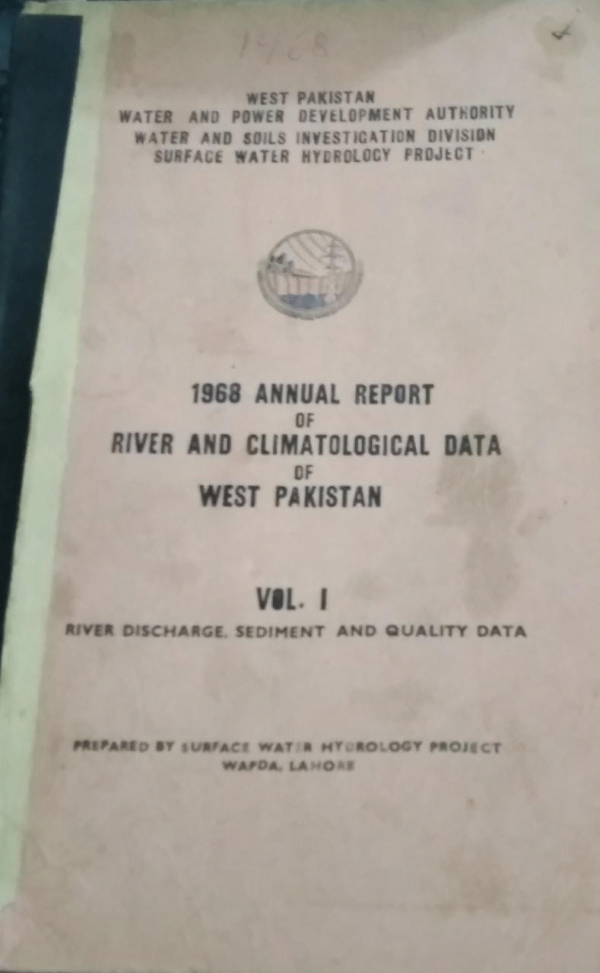 1968
WEST PAKISTAN
WATER AND POWER DEVELOPMENT AUTHORITY
WATER AND SOILS INVESTIGATION DIVISION
SURFACE WATER HYDROLOGY PROJECT
1968 ANNUAL REPORT
OF
RIVER AND CLIMATOLOGICAL DATA
OF
WEST PAKISTAN
VOL. I
RIVER DISCHARGE, SEDIMENT AND QUALITY DATA
PREPARED BY SURFACE WATER HYDROLOGY PROJECT
WAPDA, LAHORE